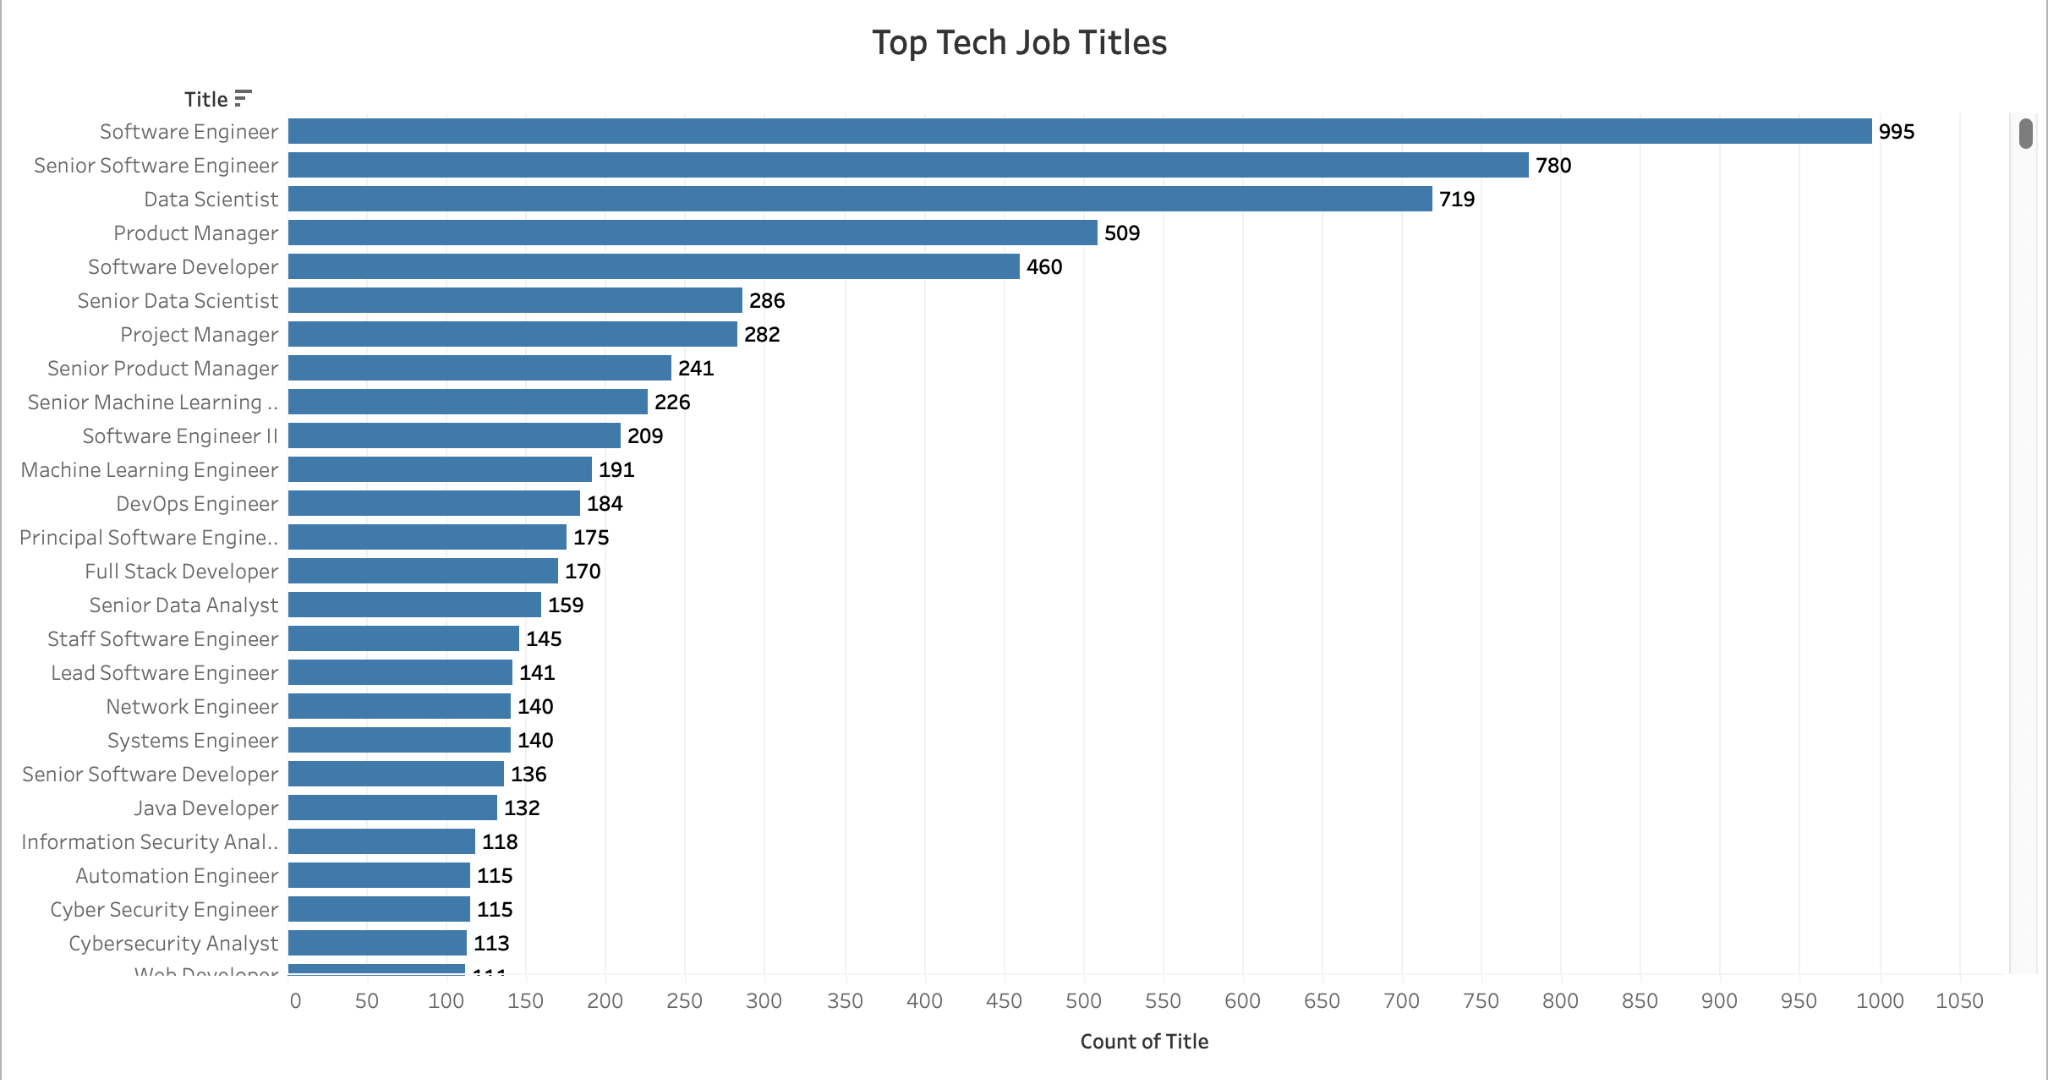 Top Tech Job Titles
Title
Software Engineer 995
Senior Software Engineer 780
Data Scientist 719
Product Manager 509
Software Developer 460
Senior Data Scientist 286
Project Manager 282
Senior Product Manager 241
Senior Machine Learning .. 226
Software Engineer II 209
Machine Learning Engineer 191
DevOps Engineer 184
Principal Software Engine.. 175
Full Stack Developer 170
Senior Data Analyst 159
Staff Software Engineer 145
Lead Software Engineer 141
Network Engineer 140
Systems Engineer 140
Senior Software Developer 136
Java Developer 132
Information Security Anal.. 118
Automation Engineer 115
Cyber Security Engineer 115
Cybersecurity Analyst 113
Web Developer 111
0 50 100 150 200 250 300 350 400 450 500 550 600 650 700 750 800 850 900 950 1000 1050
Count of Title